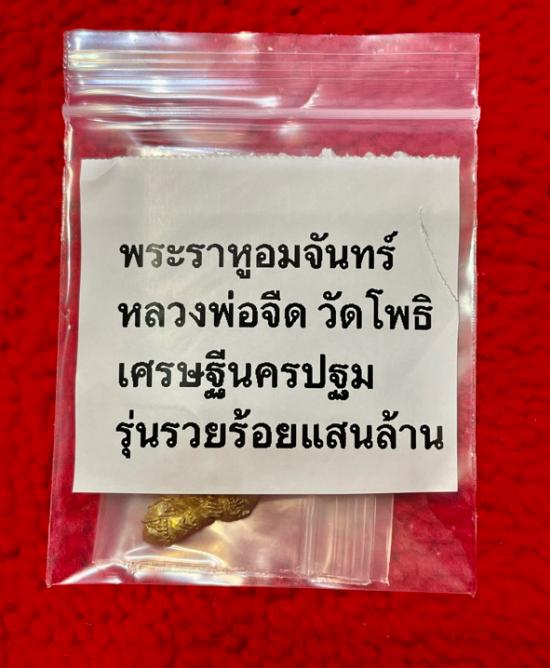 พระราหูอมจันทร์
หลวงพ่อจืด วัดโพธิ
เศรษฐีนครปฐม
รุ่นรวยร้อยแสนล้าน